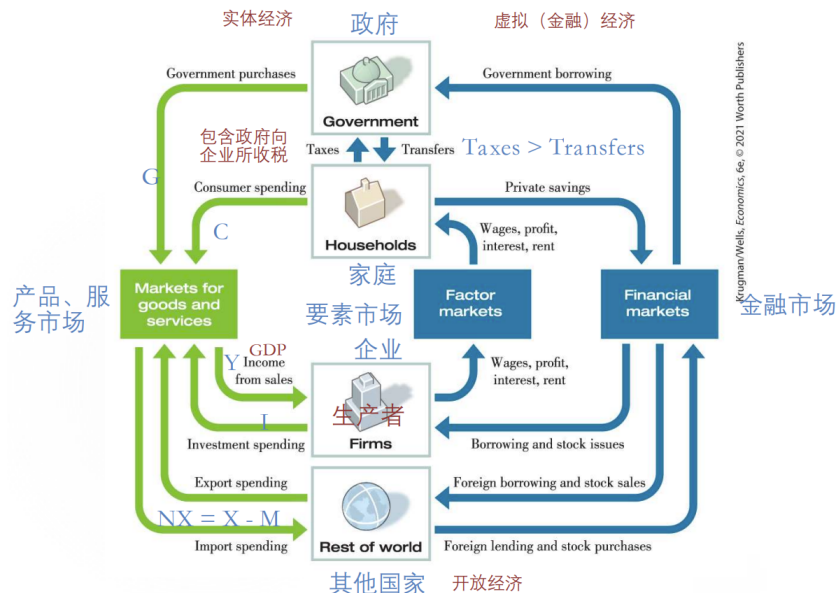 实体经济
政府
虚拟（金融）经济
Government purchases
Government borrowing
Government
包含政府向
企业所收税
Taxes
Transfers
Taxes > Transfers
G
Consumer spending
C
Private savings
Households
Wages, profit,
interest, rent
家庭
产品、服
务市场
Markets for
goods and
services
要素市场
Factor
markets
Financial
markets
金融市场
企业
GDP
Y
Income
from sales
生产者
Firms
Wages, profit,
interest, rent
I
Investment spending
Borrowing and stock issues
Export spending
Foreign borrowing and stock sales
NX = X - M
Import spending
Rest of world
Foreign lending and stock purchases
其他国家
开放经济
Krugman/Wells, Economics, 6e, © 2021 Worth Publishers